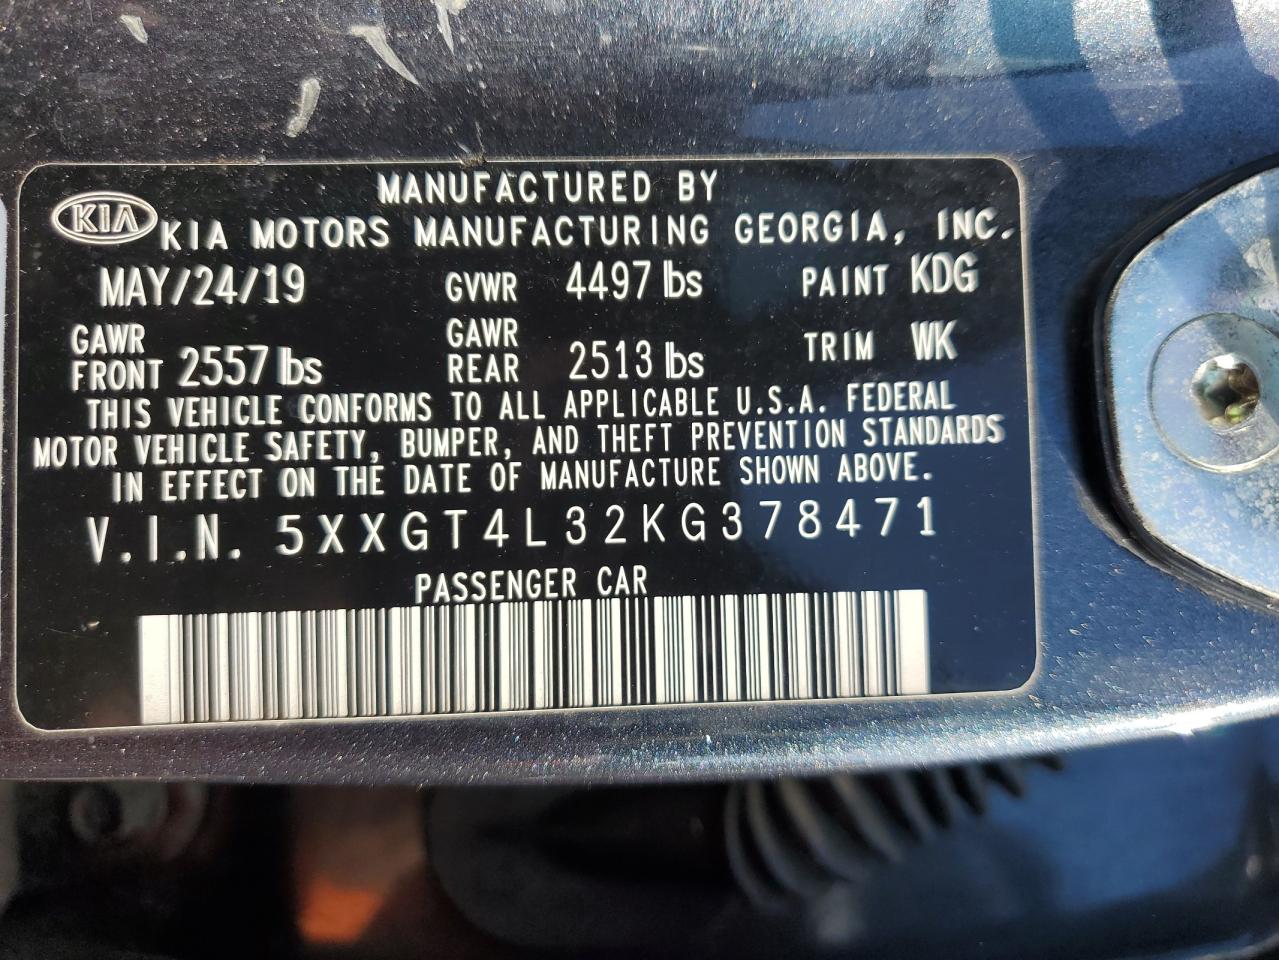 MANUFACTURED BY
KIA KIA MOTORS MANUFACTURING GEORGIA, INC.
MAY/24/19 GVWR 4497 lbs PAINT KDG
GAWR FRONT 2557 lbs GAWR REAR 2513 lbs TRIM WK
THIS VEHICLE CONFORMS TO ALL APPLICABLE U.S.A. FEDERAL
MOTOR VEHICLE SAFETY, BUMPER, AND THEFT PREVENTION STANDARDS
IN EFFECT ON THE DATE OF MANUFACTURE SHOWN ABOVE.
V.I.N. 5XXGT4L32KG378471
PASSENGER CAR